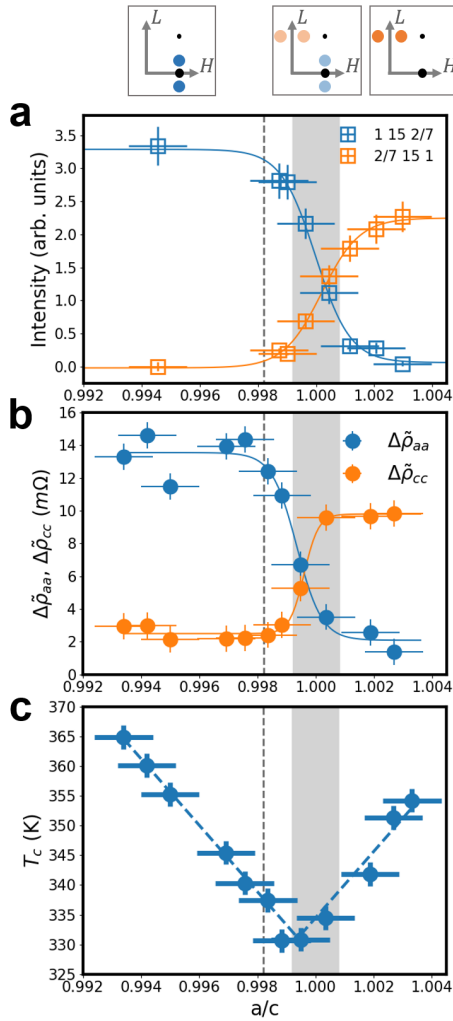 L
H
L
H
L
H
a
3.5
3.0
2.5
2.0
1.5
1.0
0.5
0.0
Intensity (arb. units)
1 15 2/7
2/7 15 1
0.992 0.994 0.996 0.998 1.000 1.002 1.004
b
16
14
12
10
8
6
4
2
0
Δρ̃aa, Δρ̃cc (mΩ)
Δρ̃aa
Δρ̃cc
0.992 0.994 0.996 0.998 1.000 1.002 1.004
c
370
365
360
355
350
345
340
335
330
325
Tc (K)
0.992 0.994 0.996 0.998 1.000 1.002 1.004
a/c